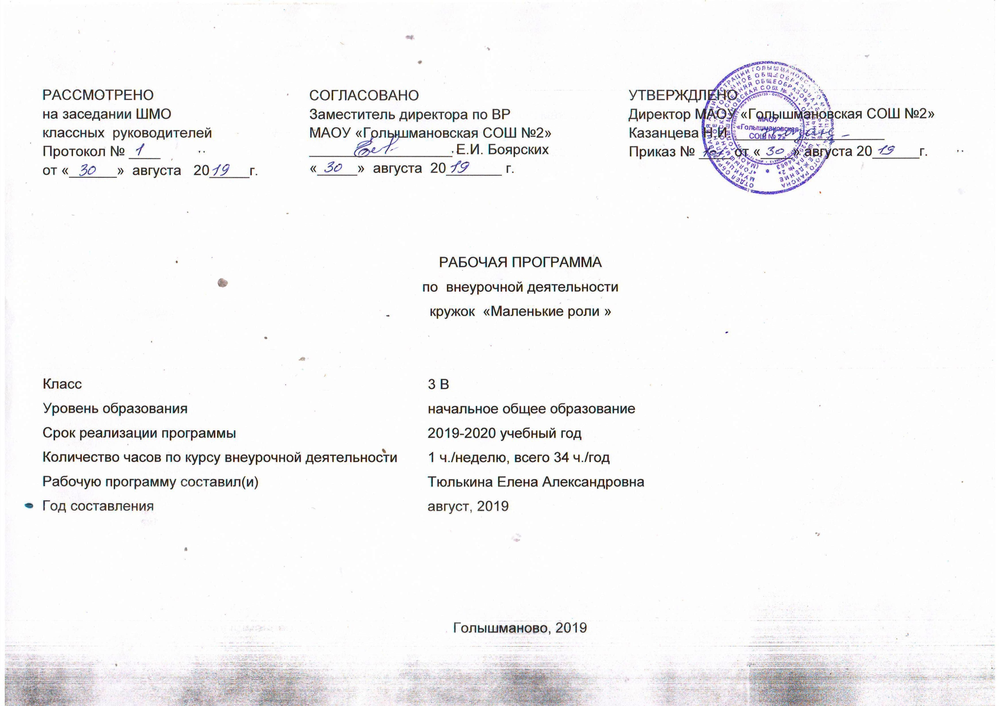 РАССМОТРЕНО
на заседании ШМО
классных руководителей
Протокол № 1
от «30» августа 2019г.
СОГЛАСОВАНО
Заместитель директора по ВР
МАОУ «Голышмановская СОШ №2»
Е.И. Боярских
«30» августа 2019 г.
УТВЕРЖДЛЕНО
Директор МАОУ «Голышмановская СОШ №2»
Казанцева Н.И.
Приказ № от «30» августа 2019г.
МАОУ
«Голышмановская
СОШ № 2»
РАБОЧАЯ ПРОГРАММА
по внеурочной деятельности
кружок «Маленькие роли »
Класс 3 В
Уровень образования начальное общее образование
Срок реализации программы 2019-2020 учебный год
Количество часов по курсу внеурочной деятельности 1 ч./неделю, всего 34 ч./год
Рабочую программу составил(и) Тюлькина Елена Александровна
Год составления август, 2019
Голышманово, 2019